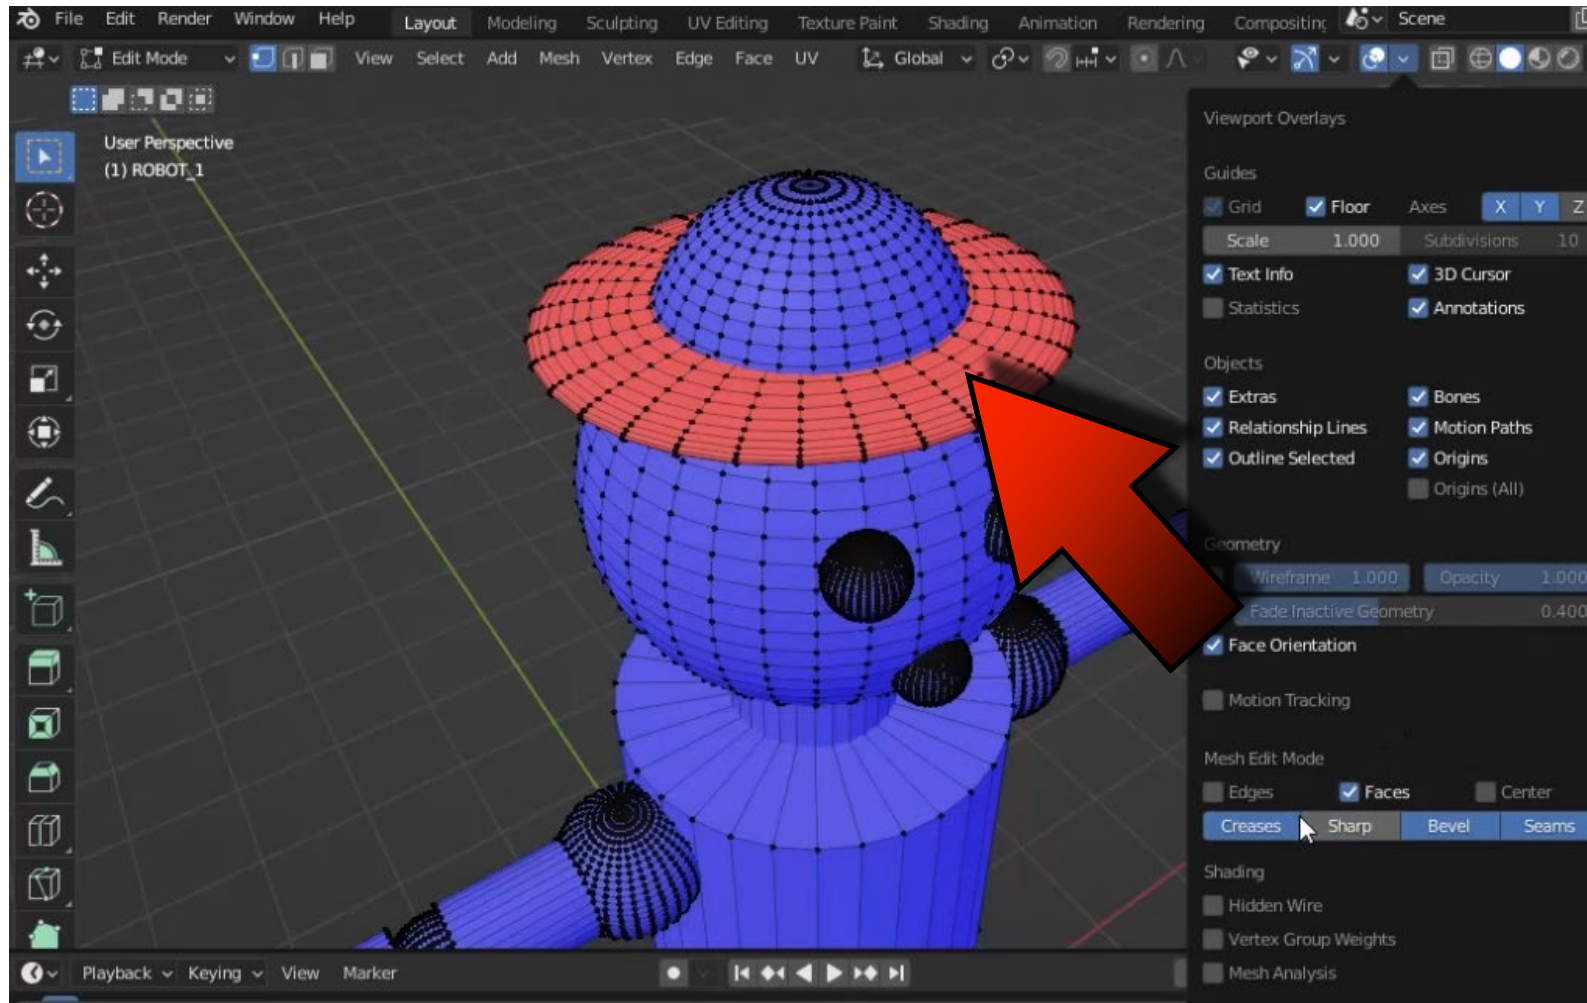 File Edit Render Window Help Layout Modeling Sculpting UV Editing Texture Paint Shading Animation Rendering Compositing Scene
Edit Mode View Select Add Mesh Vertex Edge Face UV Global
User Perspective
(1) ROBOT_1
Viewport Overlays
Guides
Grid Floor Axes X Y Z
Scale 1.000 Subdivisions 10
Text Info 3D Cursor
Statistics Annotations
Objects
Extras Bones
Relationship Lines Motion Paths
Outline Selected Origins
Origins (All)
Geometry
Wireframe 1.000 Opacity 1.000
Fade Inactive Geometry 0.400
Face Orientation
Motion Tracking
Mesh Edit Mode
Edges Faces Center
Creases Sharp Bevel Seams
Shading
Hidden Wire
Vertex Group Weights
Mesh Analysis
Playback Keying View Marker